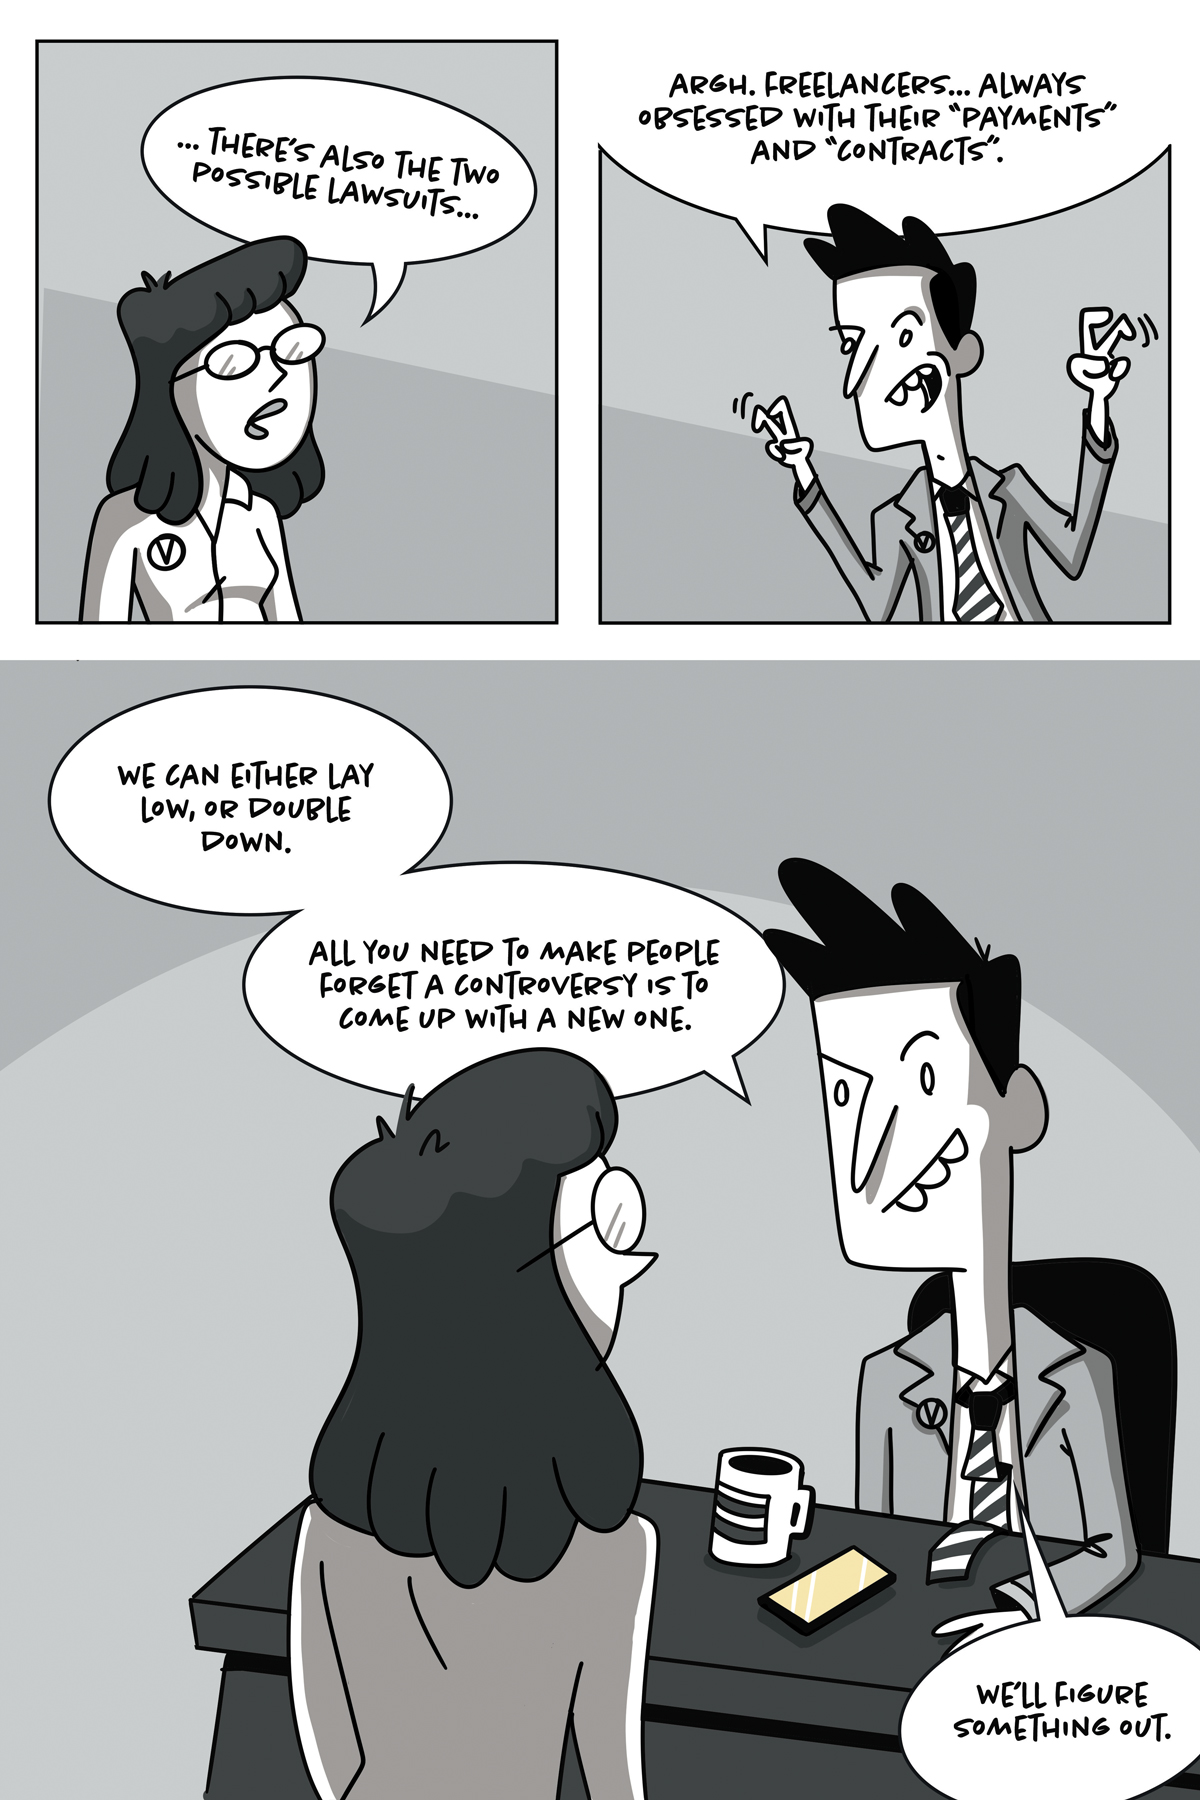 ... THERE'S ALSO THE TWO
POSSIBLE LAWSUITS...
ARGH. FREELANCERS... ALWAYS
OBSESSED WITH THEIR "PAYMENTS"
AND "CONTRACTS".
V
V
WE CAN EITHER LAY
LOW, OR DOUBLE
DOWN.
ALL YOU NEED TO MAKE PEOPLE
FORGET A CONTROVERSY IS TO
COME UP WITH A NEW ONE.
V
WE'LL FIGURE
SOMETHING OUT.